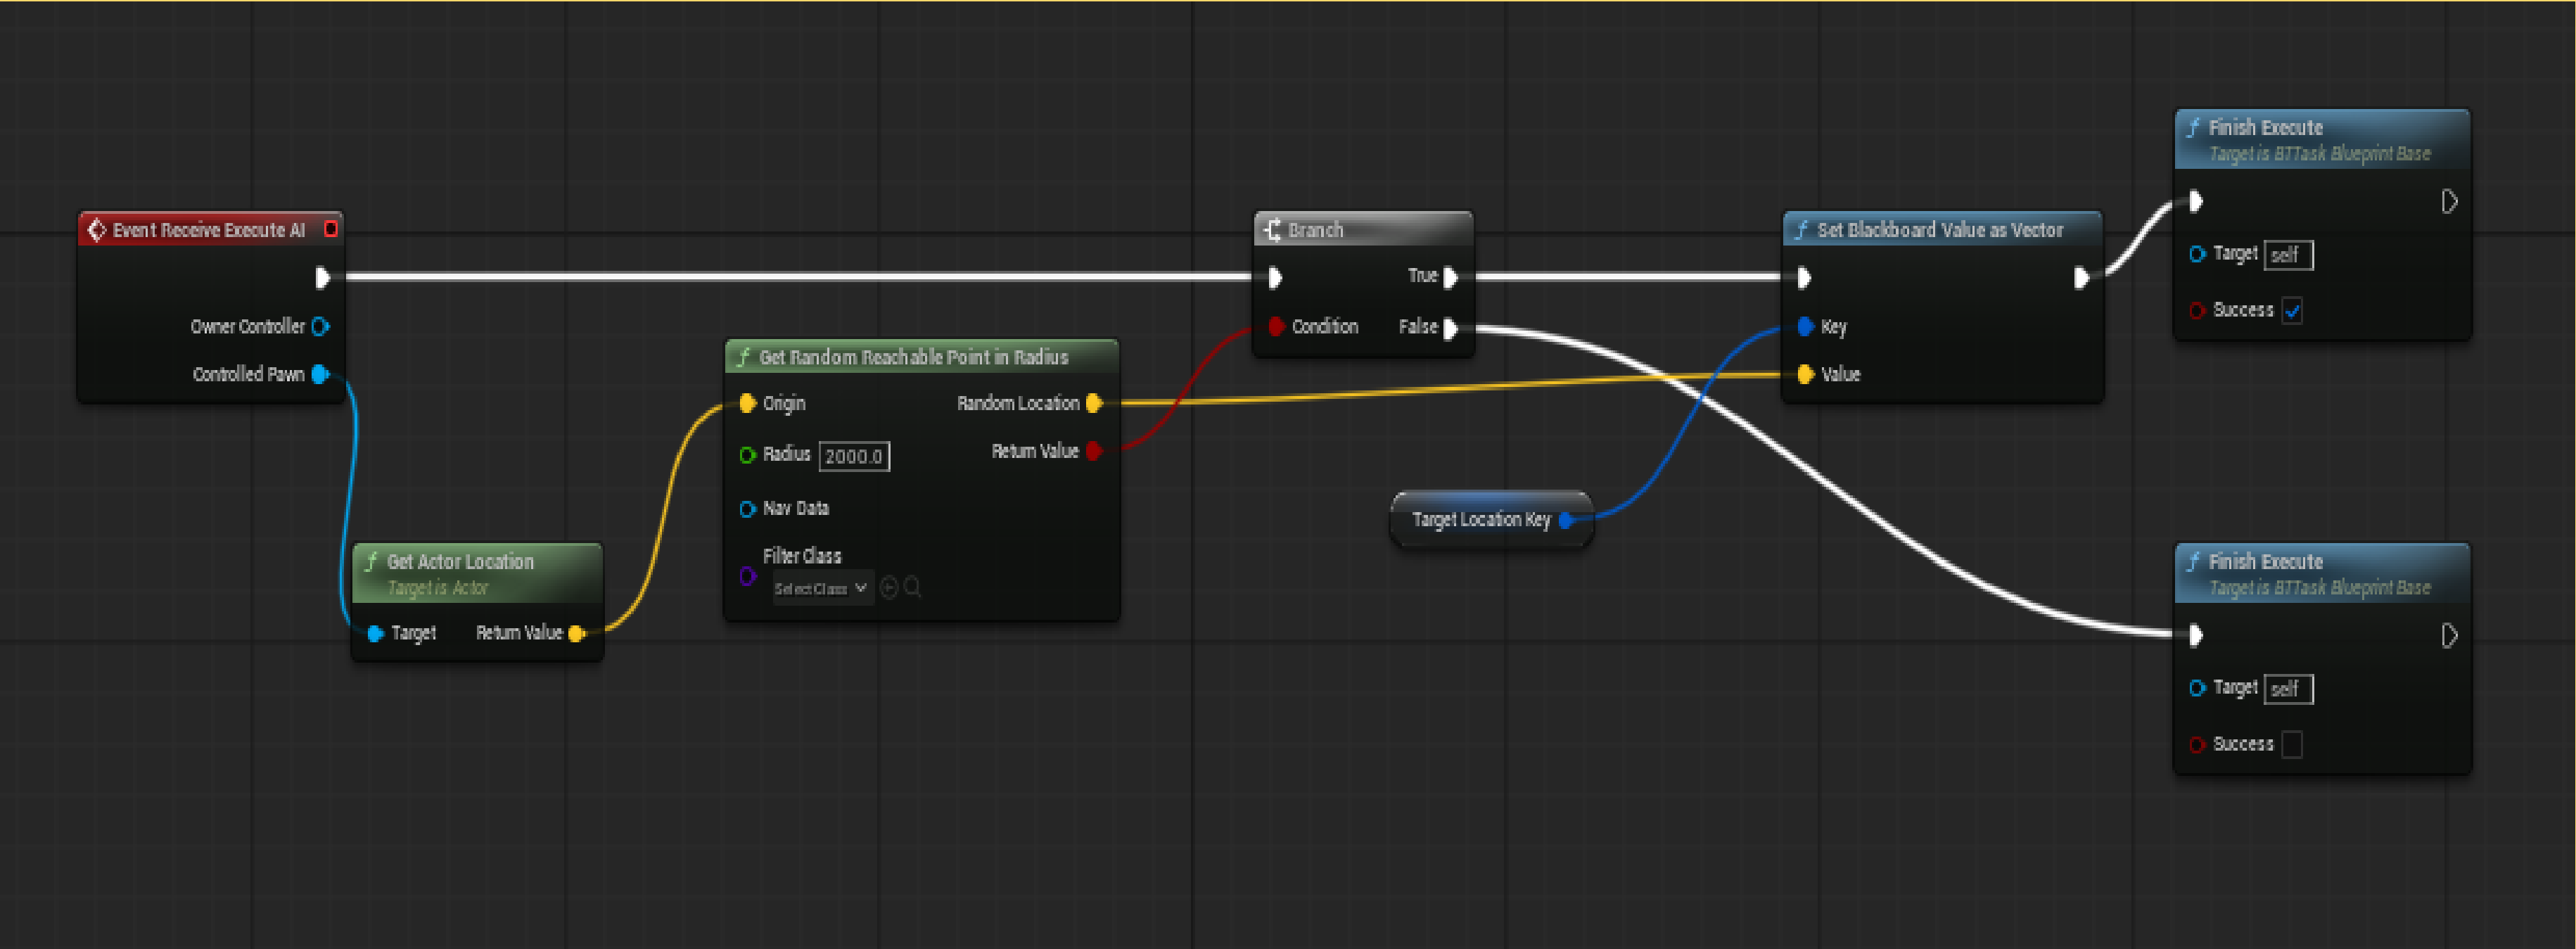 Event Receive Execute AI
Owner Controller
Controlled Pawn
Get Actor Location
Target is Actor
Target Return Value
Get Random Reachable Point in Radius
Origin Random Location
Radius 2000.0 Return Value
Nav Data
Filter Class
Select Class
Branch
True
Condition False
Target Location Key
Set Blackboard Value as Vector
Key
Value
Finish Execute
Target is BTTask Blueprint Base
Target self
Success
Finish Execute
Target is BTTask Blueprint Base
Target self
Success